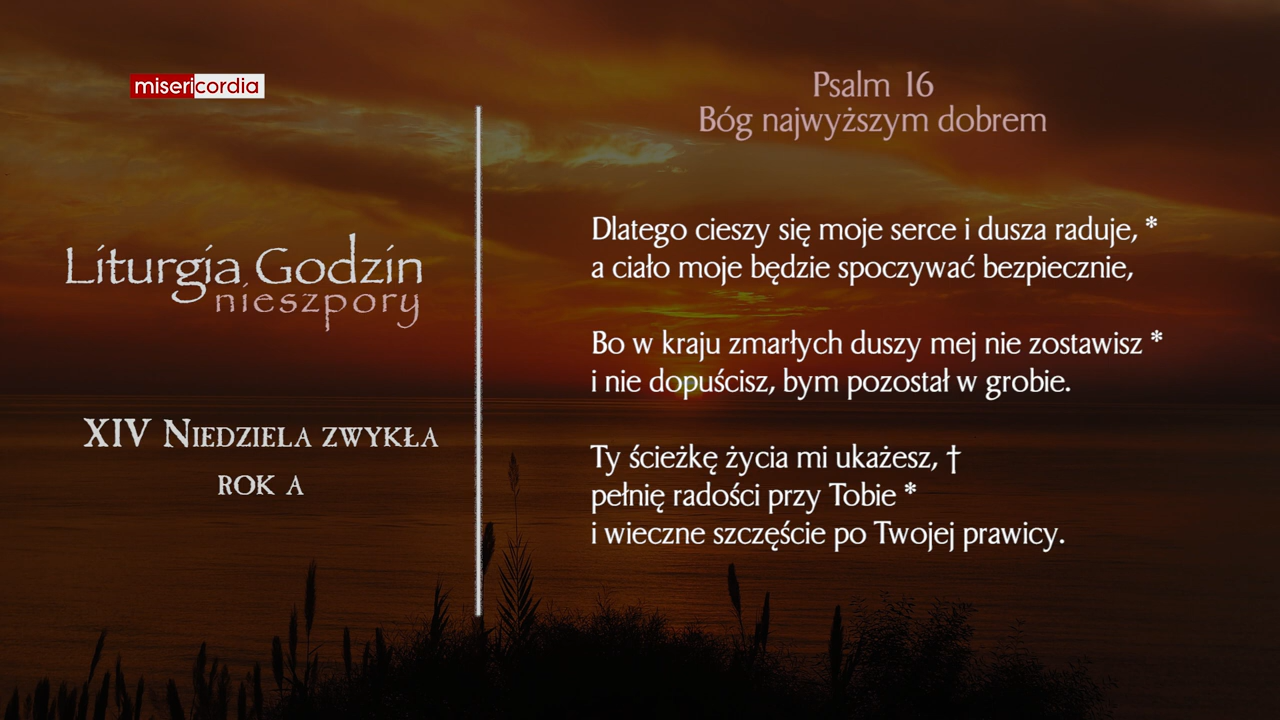 misericordia
Liturgia Godzin
nieszpory
XIV Niedziela zwykła
rok a
Psalm 16
Bóg najwyższym dobrem
Dlatego cieszy się moje serce i dusza raduje, *
a ciało moje będzie spoczywać bezpiecznie,
Bo w kraju zmarłych duszy mej nie zostawisz *
i nie dopuścisz, bym pozostał w grobie.
Ty ścieżkę życia mi ukażesz, †
pełnię radości przy Tobie *
i wieczne szczęście po Twojej prawicy.